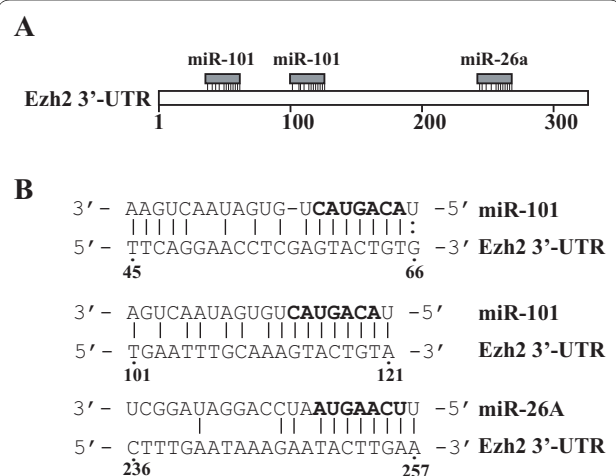 A
miR-101 miR-101 miR-26a
Ezh2 3'-UTR
1 100 200 300
B
3'- AAGUCAAUAGUG-UCAUGACAU -5' miR-101
5'- TTCAGGAACCTCGAGTACTGTG -3' Ezh2 3'-UTR
45 66
3'- AGUCAAUAGUGUCAUGACAU -5' miR-101
5'- TGAATTTGCAAAGTACTGTA -3' Ezh2 3'-UTR
101 121
3'- UCGGAUAGGACCUAAUGAACUU -5' miR-26A
5'- CTTTGAATAAAGAATACTTGAA -3' Ezh2 3'-UTR
236 257